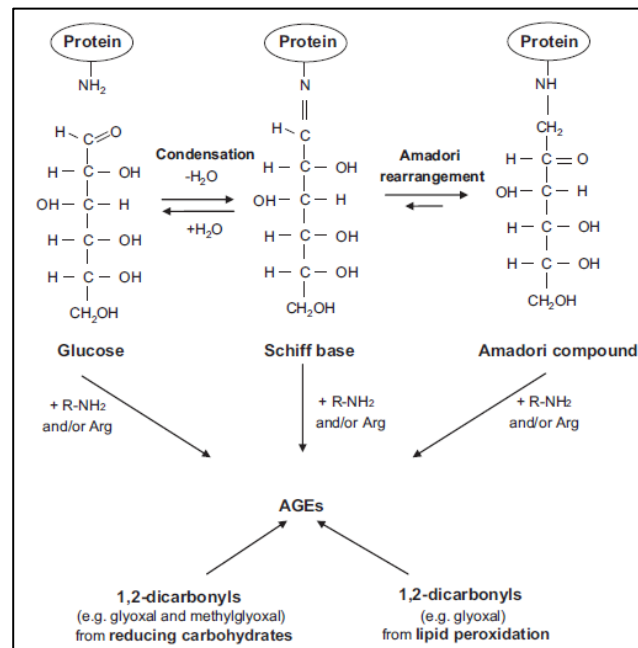 Protein Protein Protein
NH2 N NH
H C O H C CH2
H – C – OH H – C – OH H – C = O
OH – C – H OH – C – H OH – C – H
H – C – OH H – C – OH H – C – OH
H – C – OH H – C – OH H – C – OH
CH2OH CH2OH CH2OH
Condensation
-H2O
+H2O
Amadori
rearrangement
Glucose Schiff base Amadori compound
+ R-NH2 + R-NH2 + R-NH2
and/or Arg and/or Arg and/or Arg
AGEs
1,2-dicarbonyls 1,2-dicarbonyls
(e.g. glyoxal and methylglyoxal) (e.g. glyoxal)
from reducing carbohydrates from lipid peroxidation